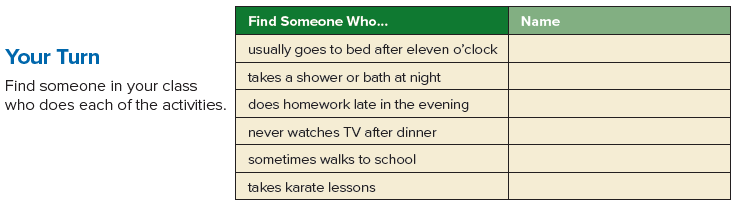 Your Turn
Find someone in your class
who does each of the activities.
Find Someone Who... Name
usually goes to bed after eleven o'clock
takes a shower or bath at night
does homework late in the evening
never watches TV after dinner
sometimes walks to school
takes karate lessons